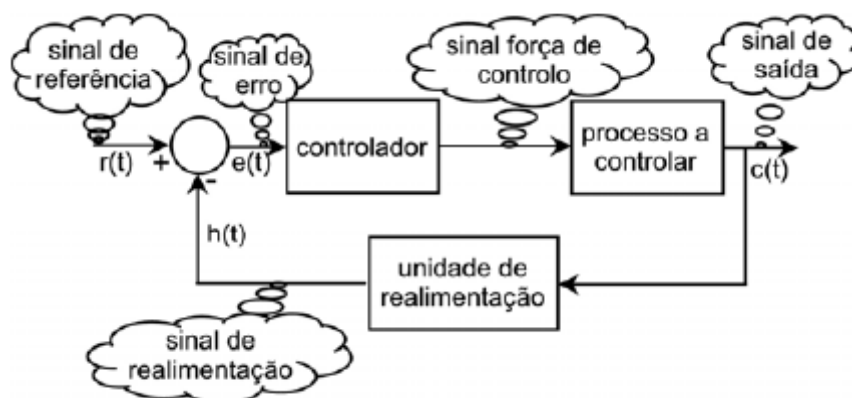 sinal de
referência
sinal de
erro
sinal força de
controlo
sinal de
saída
r(t)
+
-
e(t)
controlador
processo a
controlar
c(t)
h(t)
unidade de
realimentação
sinal de
realimentação